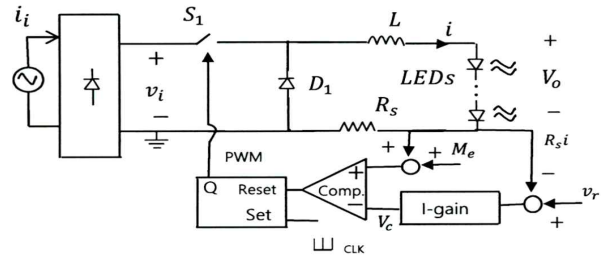 i_i
S_1
L
i
+
+
v_i
D_1
LEDs
V_o
−
R_s
−
+
+
M_e
R_s i
PWM
−
Q
Reset
+
Comp.
−
v_r
Set
V_c
I-gain
+
CLK